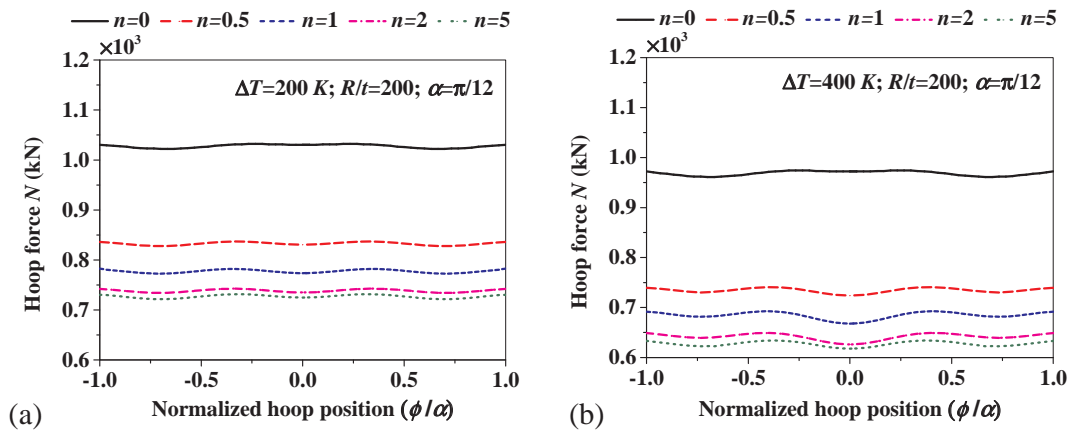 n=0 n=0.5 n=1 n=2 n=5
×10³
1.2
1.1
1.0
0.9
0.8
0.7
0.6
Hoop force N (kN)
ΔT=200 K; R/t=200; α=π/12
-1.0 -0.5 0.0 0.5 1.0
Normalized hoop position (ϕ/α)
(a)
n=0 n=0.5 n=1 n=2 n=5
×10³
1.2
1.1
1.0
0.9
0.8
0.7
0.6
Hoop force N (kN)
ΔT=400 K; R/t=200; α=π/12
-1.0 -0.5 0.0 0.5 1.0
Normalized hoop position (ϕ/α)
(b)